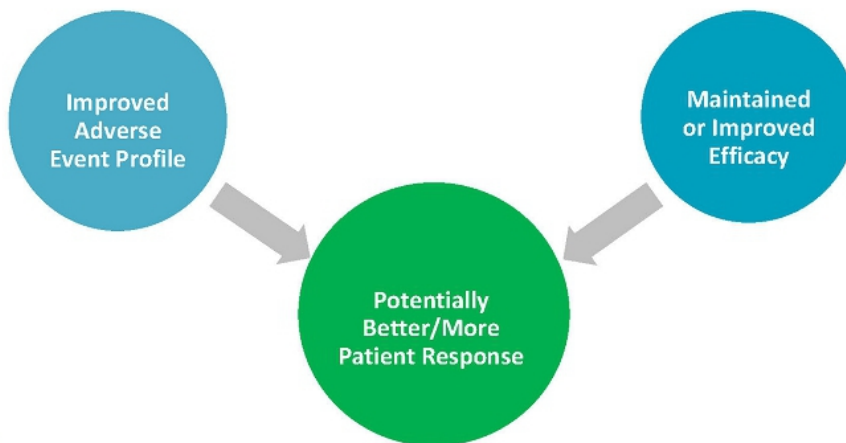 Improved
Adverse
Event Profile
Maintained
or Improved
Efficacy
Potentially
Better/More
Patient Response